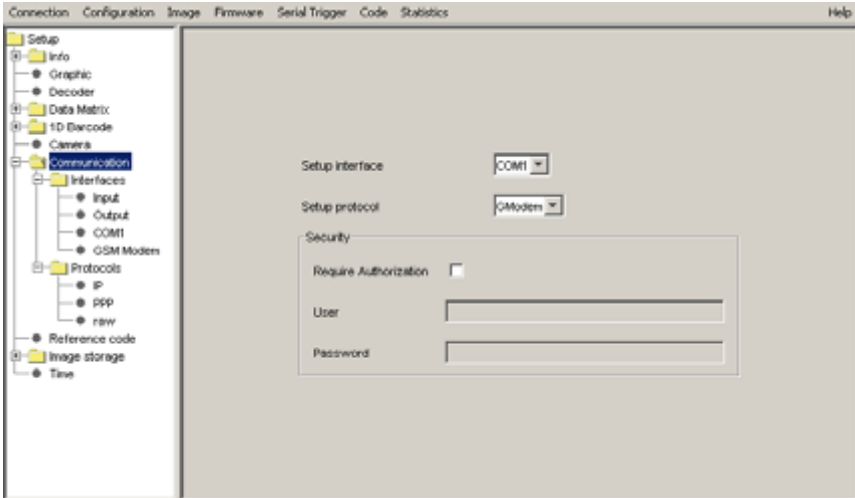 Connection Configuration Image Firmware Serial Trigger Code Statistics Help
Setup
Info
Graphic
Decoder
Data Matrix
1D Barcode
Camera
Communication
Interfaces
Input
Output
COM1
GSM Modem
Protocols
IP
PPP
raw
Reference code
Image storage
Time
Setup interface COM1
Setup protocol GModem
Security
Require Authorization
User
Password